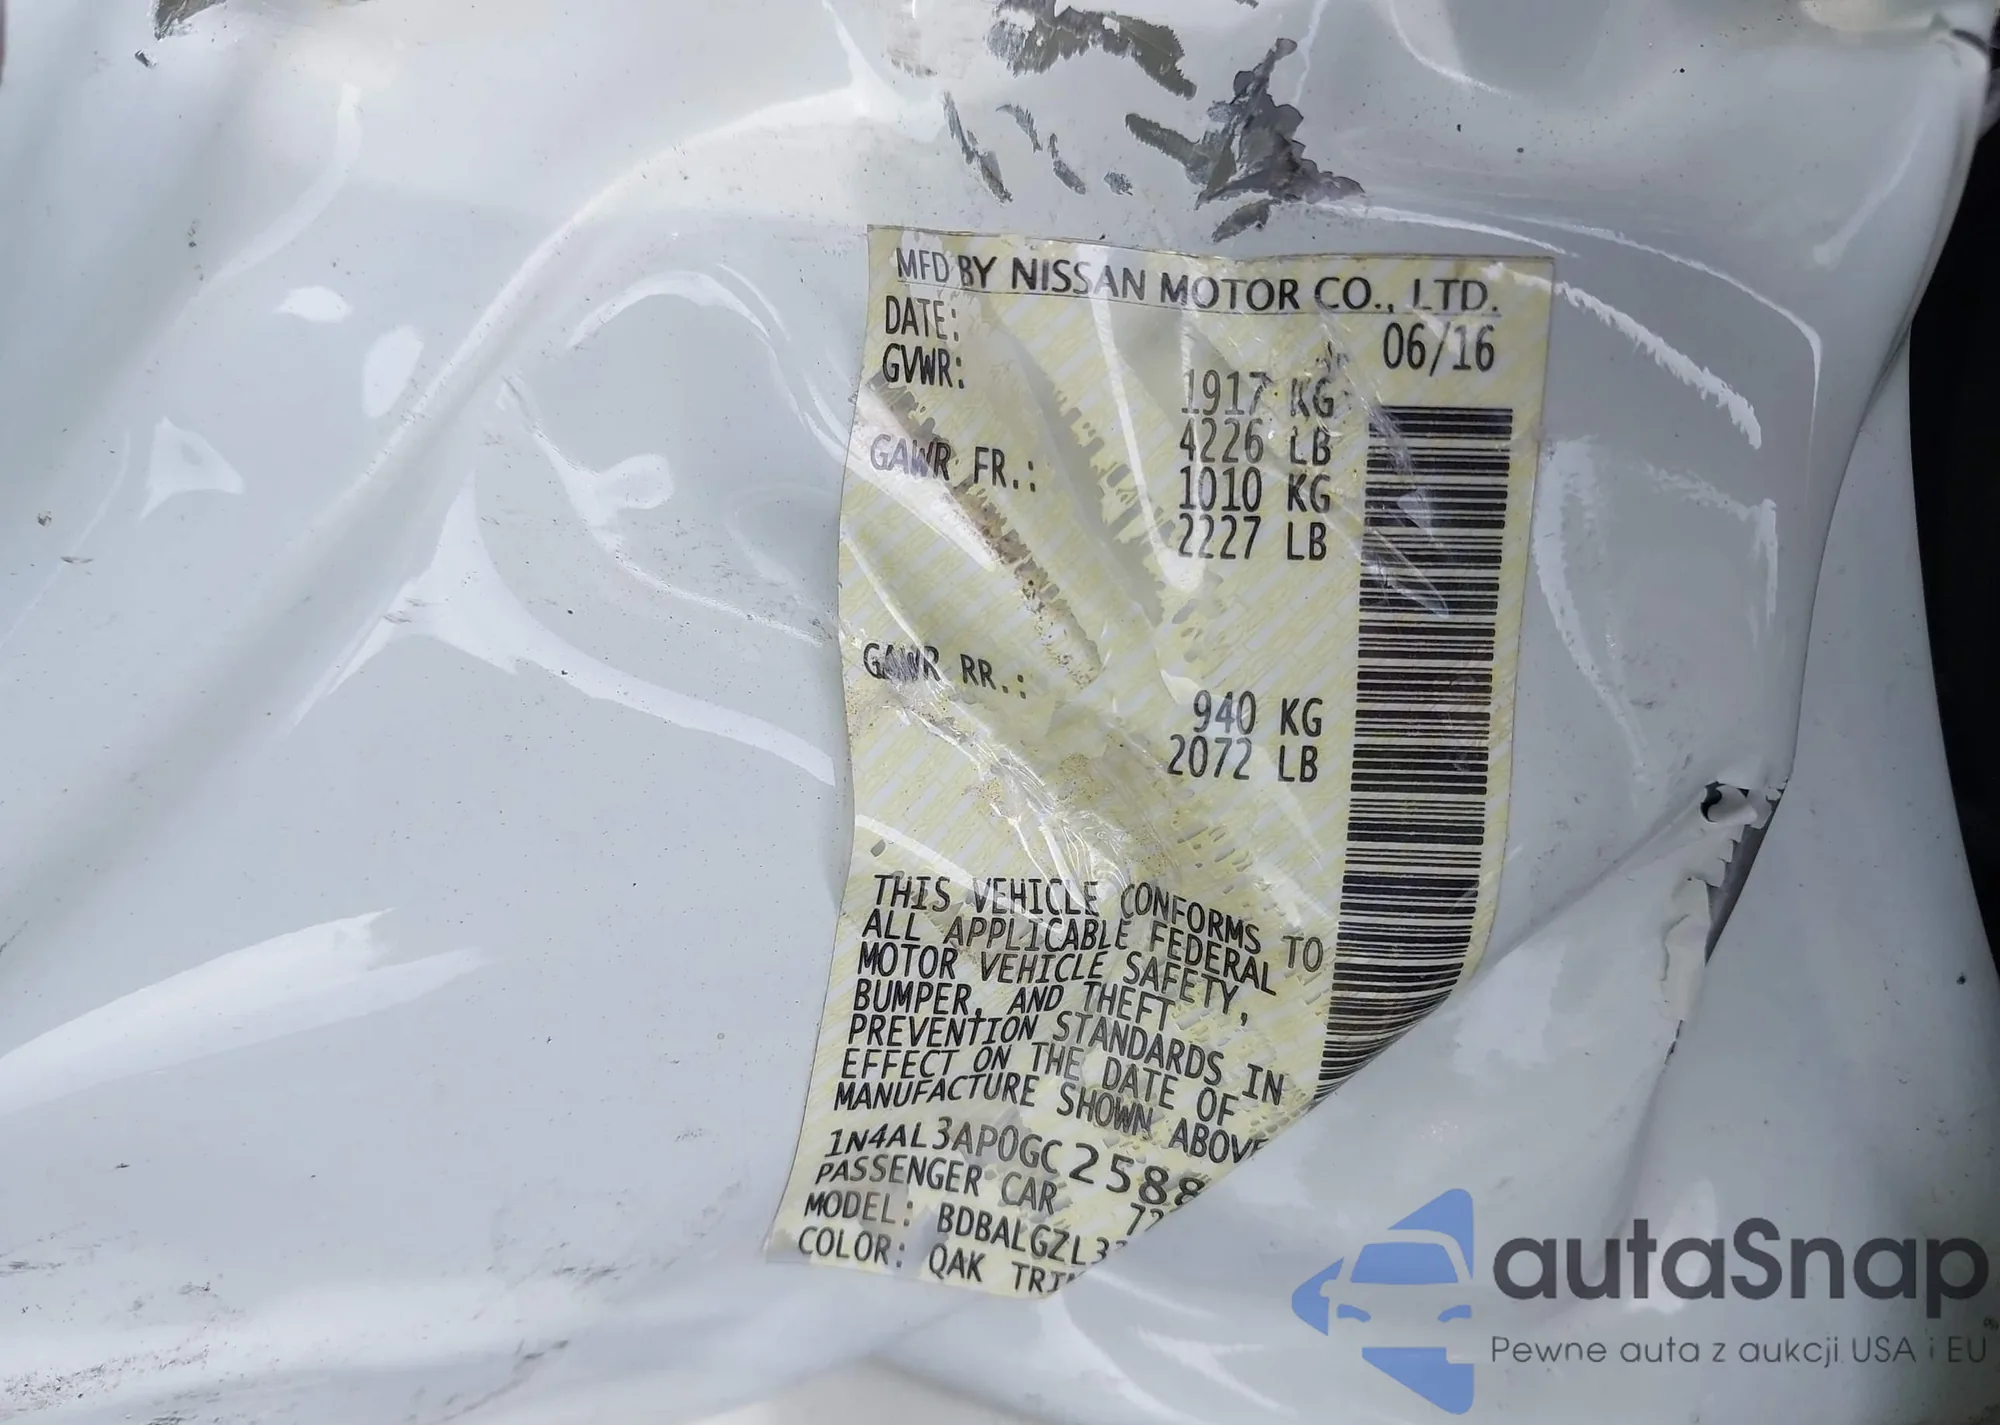 MFD BY NISSAN MOTOR CO., LTD.
DATE: 06/16
GVWR: 1917 KG
4226 LB
GAWR FR.: 1010 KG
2227 LB
GAWR RR.: 940 KG
2072 LB
THIS VEHICLE CONFORMS TO
ALL APPLICABLE FEDERAL
MOTOR VEHICLE SAFETY,
BUMPER, AND THEFT
PREVENTION STANDARDS IN
EFFECT ON THE DATE OF
MANUFACTURE SHOWN ABOVE
1N4AL3AP0GC2588
PASSENGER CAR
MODEL: BDBALGZL3
COLOR: QAK TRIM
autaSnap
Pewne auta z aukcji USA i EU